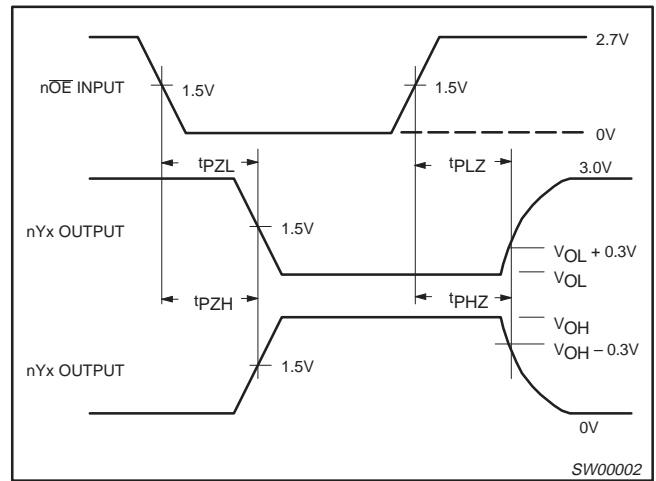 2.7V
nO̅E̅ INPUT
1.5V
1.5V
0V
tPZL
tPLZ
3.0V
nYx OUTPUT
1.5V
VOL + 0.3V
VOL
tPZH
tPHZ
VOH
VOH – 0.3V
nYx OUTPUT
1.5V
0V
SW00002